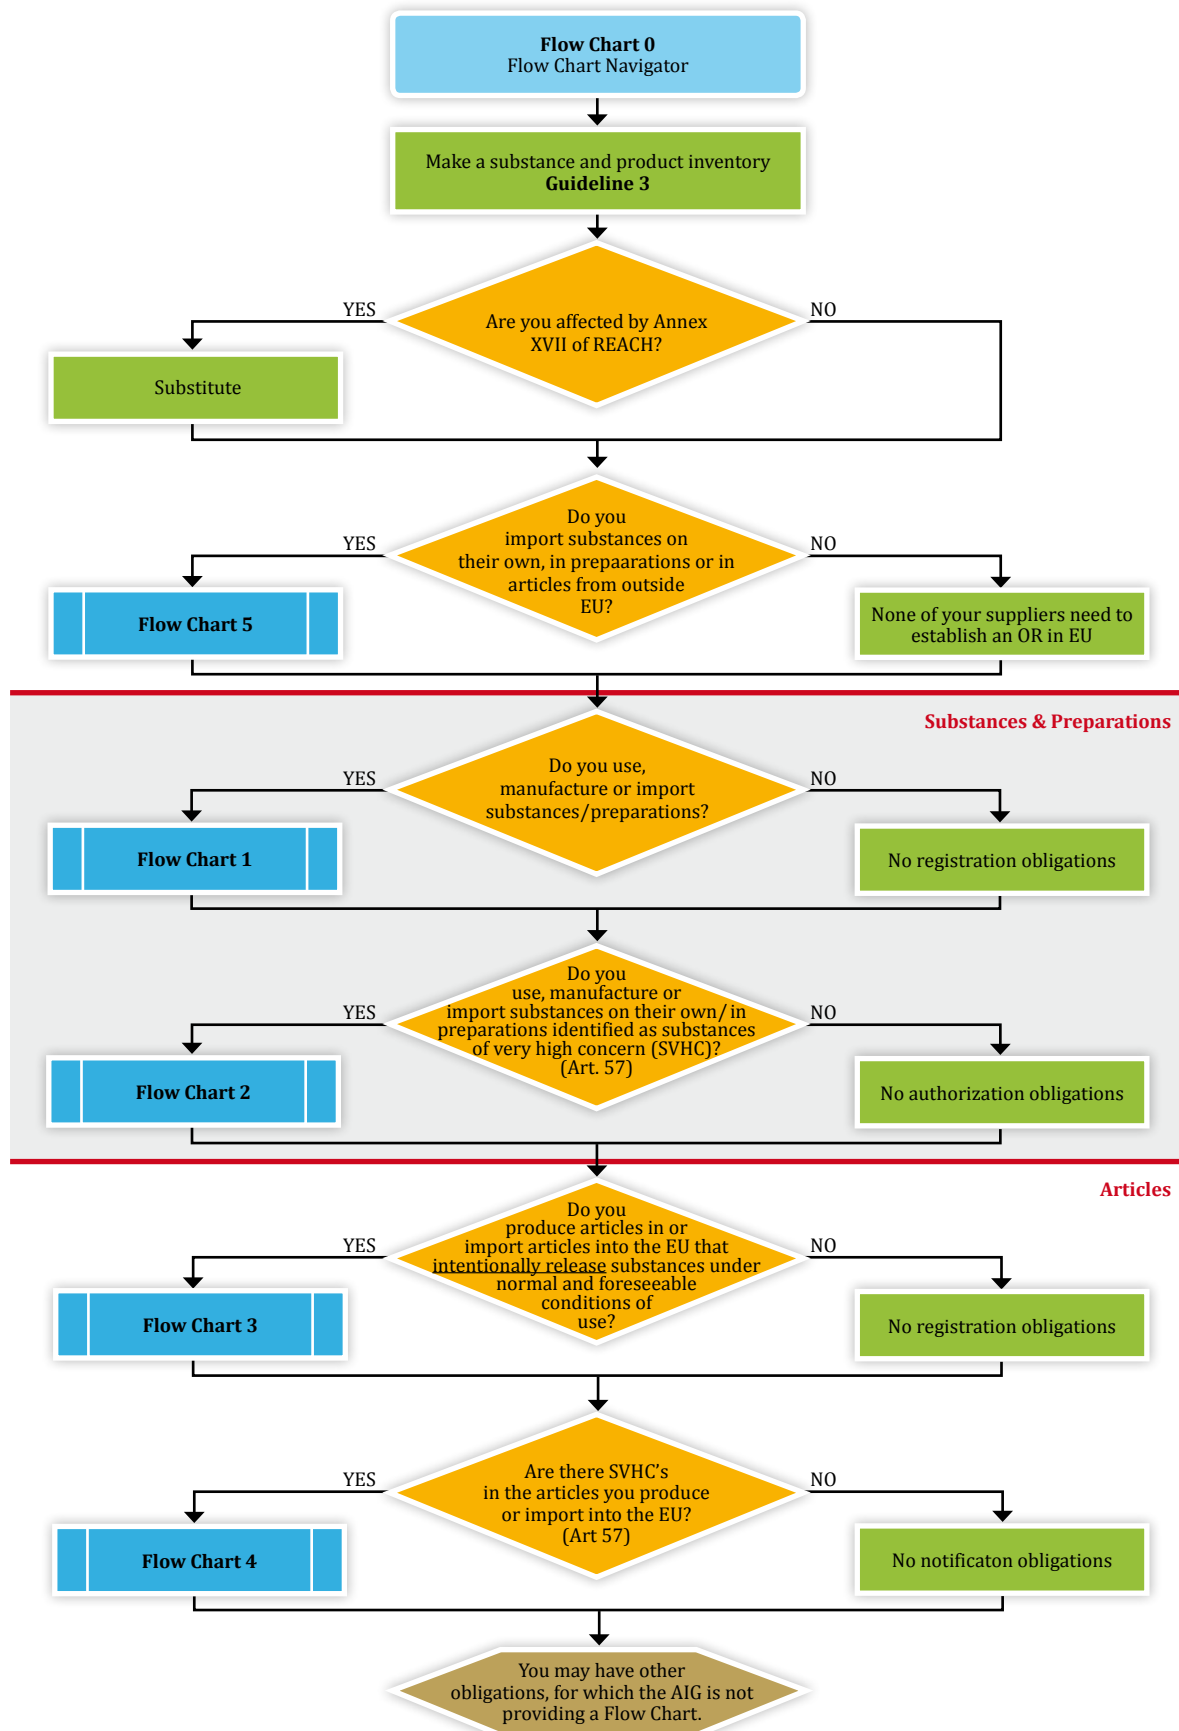 Flow Chart 0
Flow Chart Navigator
Make a substance and product inventory
Guideline 3
YES
NO
Are you affected by Annex
XVII of REACH?
Substitute
Do you
import substances on
their own, in prepaarations or in
articles from outside
EU?
YES
NO
Flow Chart 5
None of your suppliers need to
establish an OR in EU
Substances & Preparations
Do you use,
manufacture or import
substances/preparations?
YES
NO
Flow Chart 1
No registration obligations
Do you
use, manufacture or
import substances on their own/in
preparations identified as substances
of very high concern (SVHC)?
(Art. 57)
YES
NO
Flow Chart 2
No authorization obligations
Articles
Do you
produce articles in or
import articles into the EU that
intentionally release substances under
normal and foreseeable
conditions of
use?
YES
NO
Flow Chart 3
No registration obligations
Are there SVHC's
in the articles you produce
or import into the EU?
(Art 57)
YES
NO
Flow Chart 4
No notificaton obligations
You may have other
obligations, for which the AIG is not
providing a Flow Chart.